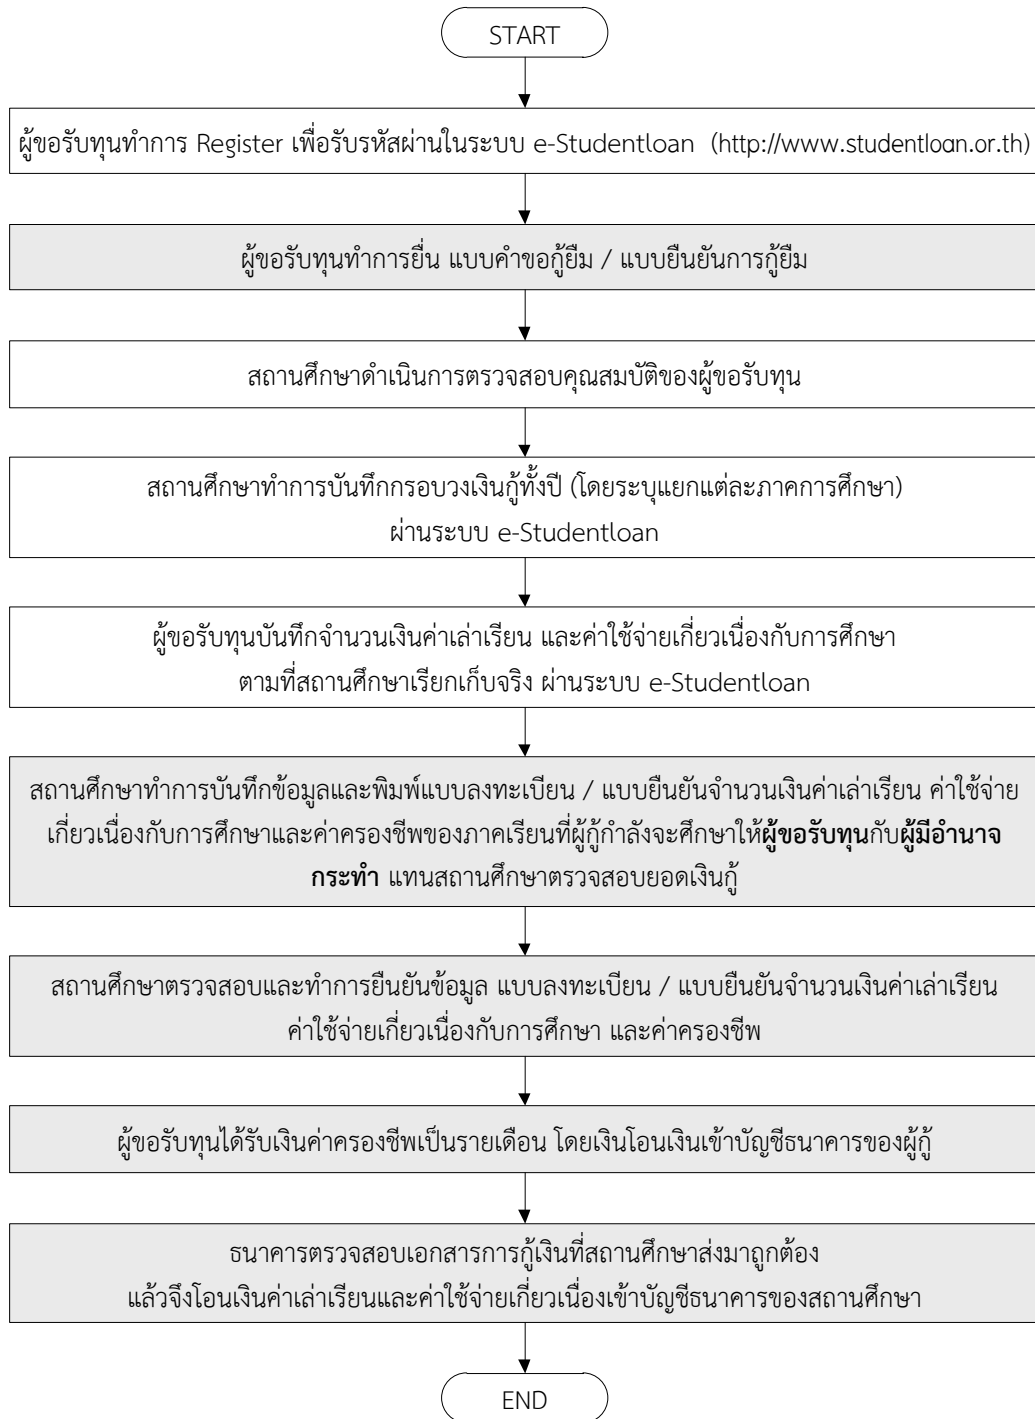 START
ผู้ขอรับทุนทำการ Register เพื่อรับรหัสผ่านในระบบ e-Studentloan (http://www.studentloan.or.th)
ผู้ขอรับทุนทำการยื่น แบบคำขอกู้ยืม / แบบยืนยันการกู้ยืม
สถานศึกษาดำเนินการตรวจสอบคุณสมบัติของผู้ขอรับทุน
สถานศึกษาทำการบันทึกกรอบวงเงินกู้ทั้งปี (โดยระบุแยกแต่ละภาคการศึกษา)
ผ่านระบบ e-Studentloan
ผู้ขอรับทุนบันทึกจำนวนเงินค่าเล่าเรียน และค่าใช้จ่ายเกี่ยวเนื่องกับการศึกษา
ตามที่สถานศึกษาเรียกเก็บจริง ผ่านระบบ e-Studentloan
สถานศึกษาทำการบันทึกข้อมูลและพิมพ์แบบลงทะเบียน / แบบยืนยันจำนวนเงินค่าเล่าเรียน ค่าใช้จ่าย
เกี่ยวเนื่องกับการศึกษาและค่าครองชีพของภาคเรียนที่ผู้กู้กำลังจะศึกษาให้ผู้ขอรับทุนกับผู้มีอำนาจ
กระทำ แทนสถานศึกษาตรวจสอบยอดเงินกู้
สถานศึกษาตรวจสอบและทำการยืนยันข้อมูล แบบลงทะเบียน / แบบยืนยันจำนวนเงินค่าเล่าเรียน
ค่าใช้จ่ายเกี่ยวเนื่องกับการศึกษา และค่าครองชีพ
ผู้ขอรับทุนได้รับเงินค่าครองชีพเป็นรายเดือน โดยเงินโอนเงินเข้าบัญชีธนาคารของผู้กู้
ธนาคารตรวจสอบเอกสารการกู้เงินที่สถานศึกษาส่งมาถูกต้อง
แล้วจึงโอนเงินค่าเล่าเรียนและค่าใช้จ่ายเกี่ยวเนื่องเข้าบัญชีธนาคารของสถานศึกษา
END